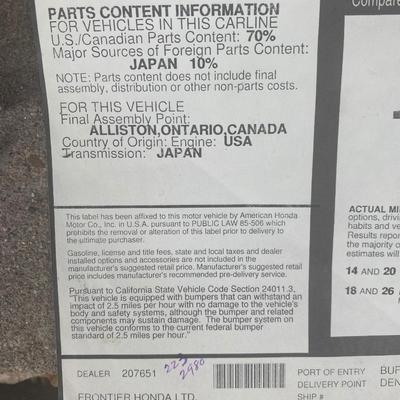 PARTS CONTENT INFORMATION
FOR VEHICLES IN THIS CARLINE
U.S./Canadian Parts Content: 70%
Major Sources of Foreign Parts Content:
JAPAN 10%
NOTE: Parts content does not include final
assembly, distribution or other non-parts costs.
FOR THIS VEHICLE
Final Assembly Point:
ALLISTON,ONTARIO,CANADA
Country of Origin: Engine: USA
Transmission: JAPAN
This label has been affixed to this motor vehicle by American Honda
Motor Co., Inc. in U.S.A. pursuant to PUBLIC LAW 85-506 which
prohibits the removal or alteration of this label prior to delivery to
the ultimate purchaser.
Gasoline, license and title fees, state and local taxes and dealer
installed options and accessories are not included in the
manufacturer's suggested retail price. Manufacturer's suggested retail
price includes manufacturer's recommended pre-delivery service.
Pursuant to California State Vehicle Code Section 24011.3,
"This vehicle is equipped with bumpers that can withstand an
impact of 2.5 miles per hour with no damage to the vehicle's
body and safety systems, although the bumper and related
components may sustain damage. The bumper system on
this vehicle conforms to the current federal bumper
standard of 2.5 miles per hour."
Compare
ACTUAL MI
options, drivi
habits and ve
Results repor
the majority o
estimates will
14 AND 20
18 AND 26
DEALER 207651
223
2980
PORT OF ENTRY BUF
DELIVERY POINT DEN
FRONTIER HONDA LTD.
SHIP #